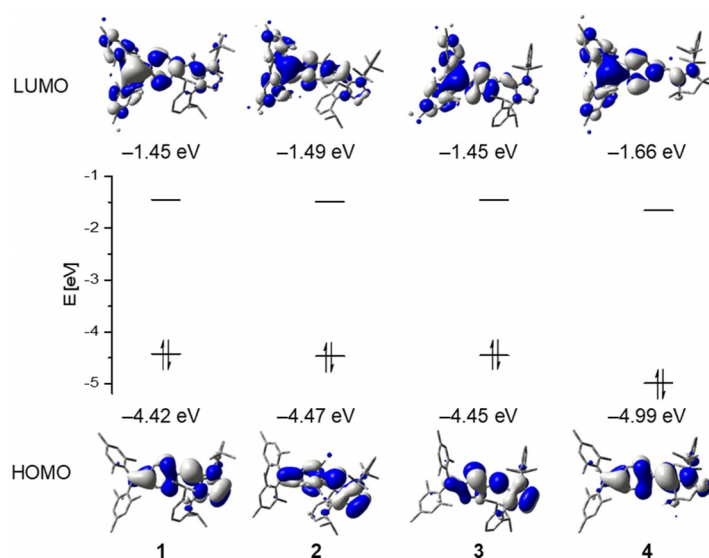 LUMO
–1.45 eV –1.49 eV –1.45 eV –1.66 eV
-1
-2
-3
-4
-5
E [eV]
–4.42 eV –4.47 eV –4.45 eV –4.99 eV
HOMO
1 2 3 4